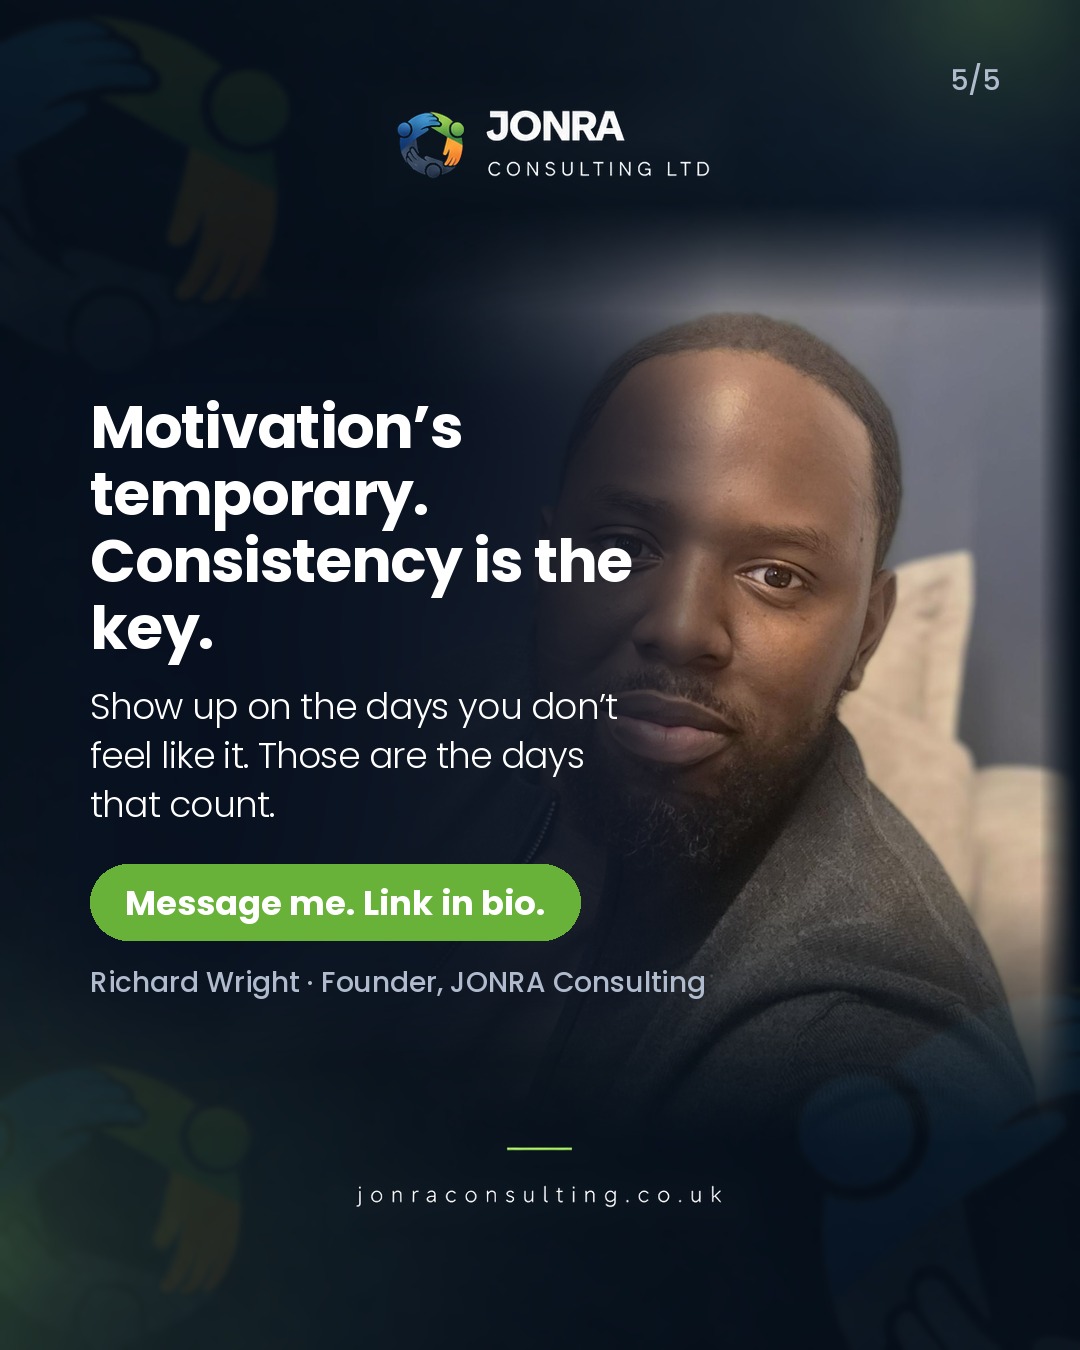 5/5
JONRA
CONSULTING LTD
Motivation’s
temporary.
Consistency is the
key.
Show up on the days you don’t
feel like it. Those are the days
that count.
Message me. Link in bio.
Richard Wright · Founder, JONRA Consulting
jonraconsulting.co.uk